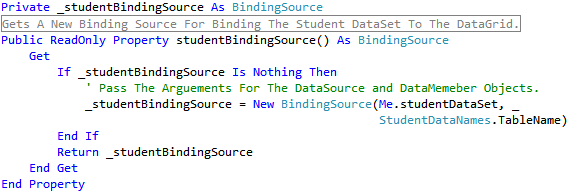 Private _studentBindingSource As BindingSource
Gets A New Binding Source For Binding The Student DataSet To The DataGrid.
Public ReadOnly Property studentBindingSource() As BindingSource
Get
If _studentBindingSource Is Nothing Then
' Pass The Arguements For The DataSource and DataMemeber Objects.
_studentBindingSource = New BindingSource(Me.studentDataSet, _
StudentDataNames.TableName)
End If
Return _studentBindingSource
End Get
End Property